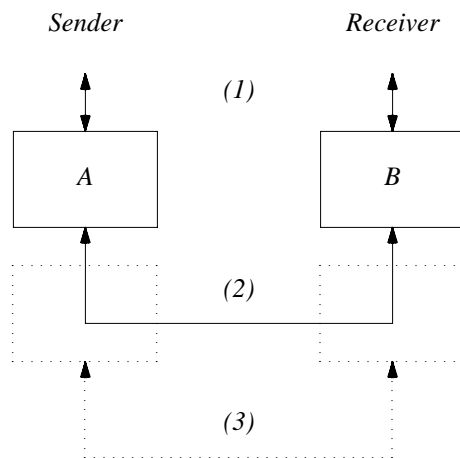 Sender Receiver
(1)
A B
(2)
(3)